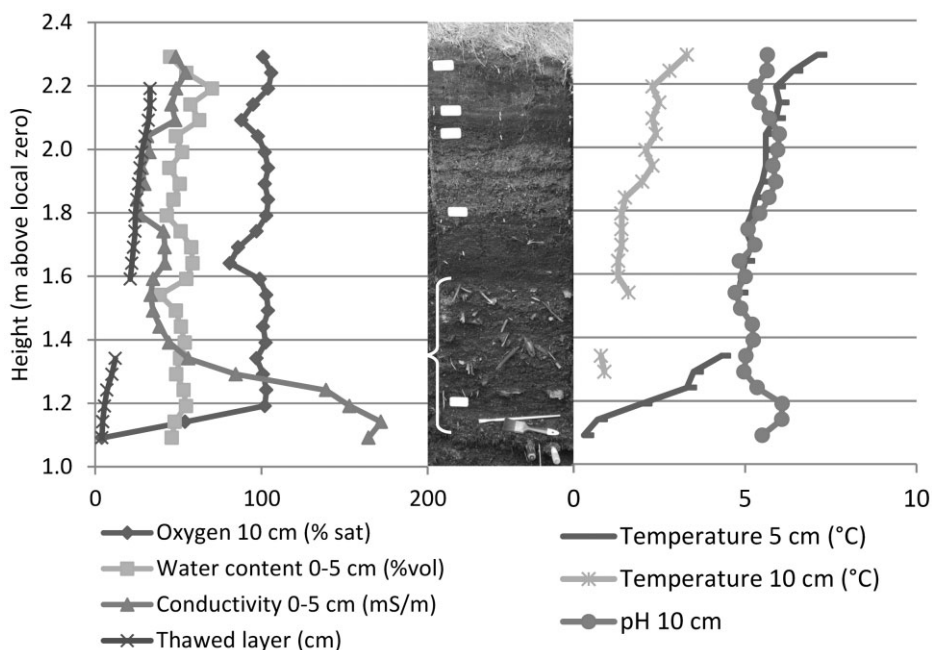 Height (m above local zero)
2.4
2.2
2.0
1.8
1.6
1.4
1.2
1.0
0
100
200
0
5
10
Oxygen 10 cm (% sat)
Water content 0-5 cm (%vol)
Conductivity 0-5 cm (mS/m)
Thawed layer (cm)
Temperature 5 cm (°C)
Temperature 10 cm (°C)
pH 10 cm